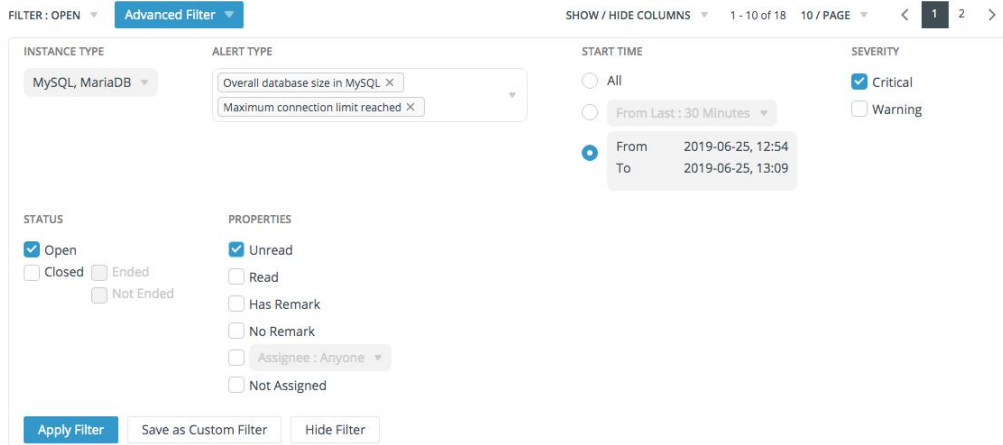 FILTER : OPEN Advanced Filter SHOW / HIDE COLUMNS 1 - 10 of 18 10 / PAGE 1 2
INSTANCE TYPE ALERT TYPE START TIME SEVERITY
MySQL, MariaDB
Overall database size in MySQL ×
Maximum connection limit reached ×
All
From Last : 30 Minutes
From 2019-06-25, 12:54
To 2019-06-25, 13:09
Critical
Warning
STATUS
Open
Closed Ended
Not Ended
PROPERTIES
Unread
Read
Has Remark
No Remark
Assignee : Anyone
Not Assigned
Apply Filter Save as Custom Filter Hide Filter